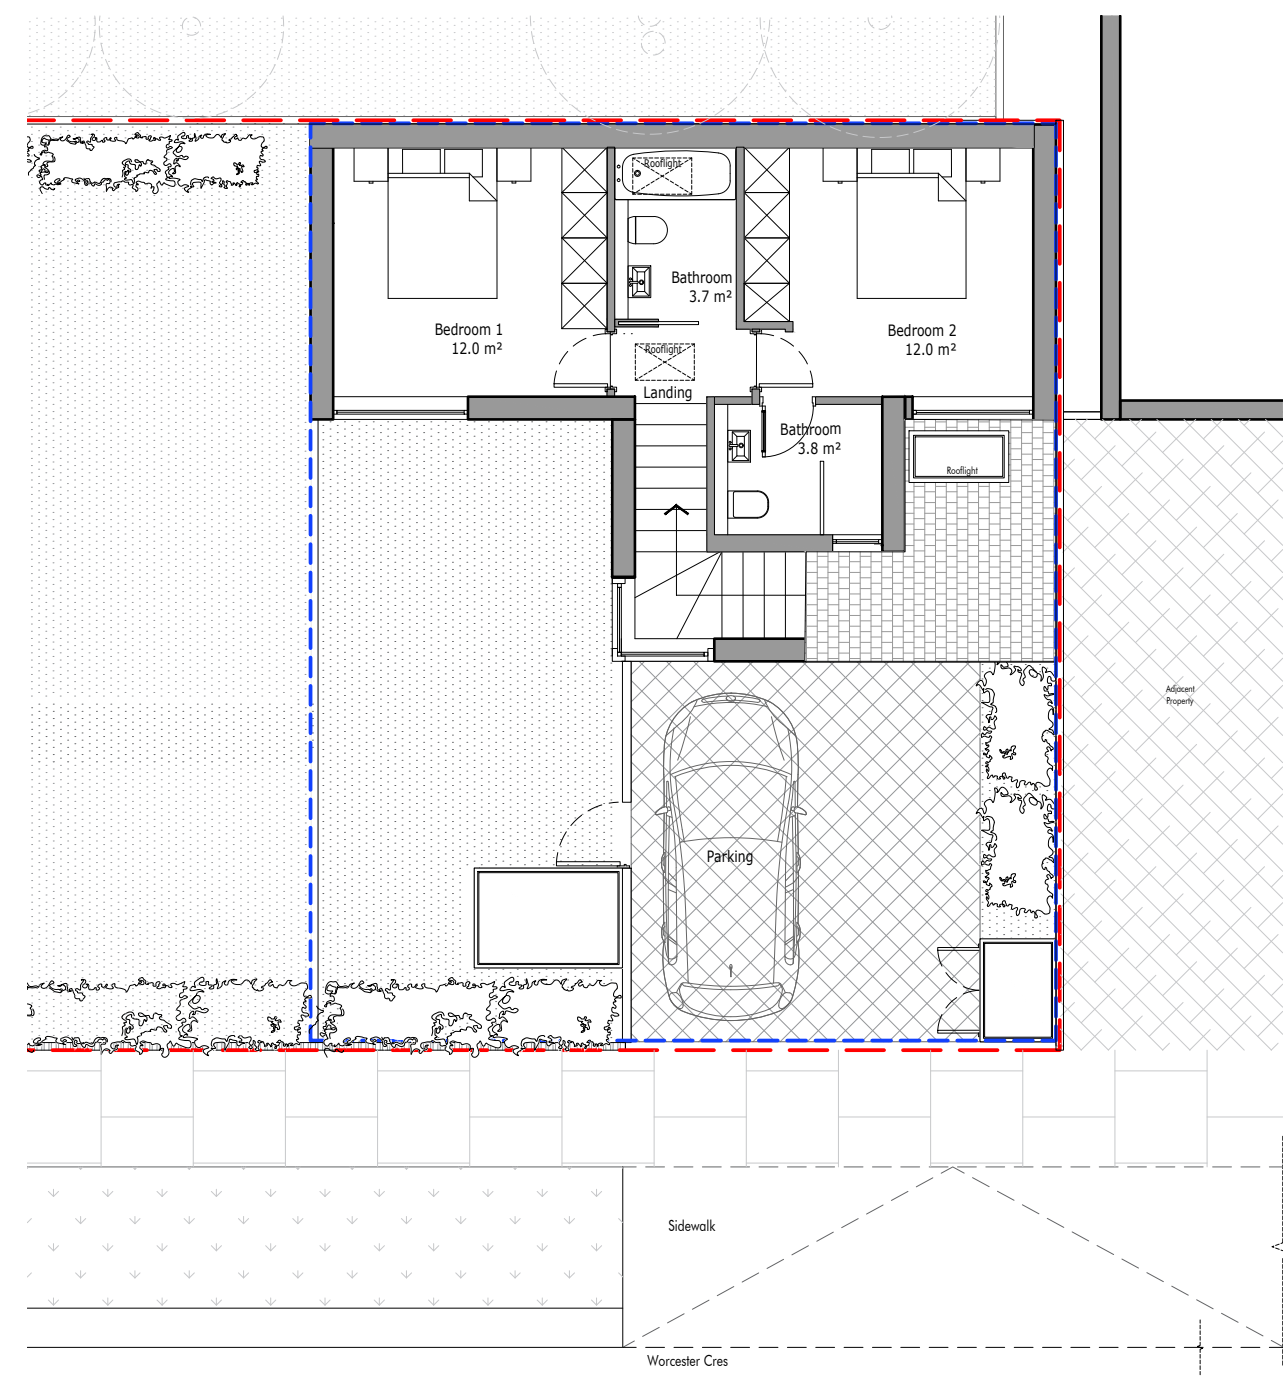 Rooflight
Bathroom
3.7 m²
Bedroom 1
12.0 m²
Bedroom 2
12.0 m²
Rooflight
Landing
Bathroom
3.8 m²
Rooflight
Adjacent
Property
Parking
Sidewalk
Worcester Cres